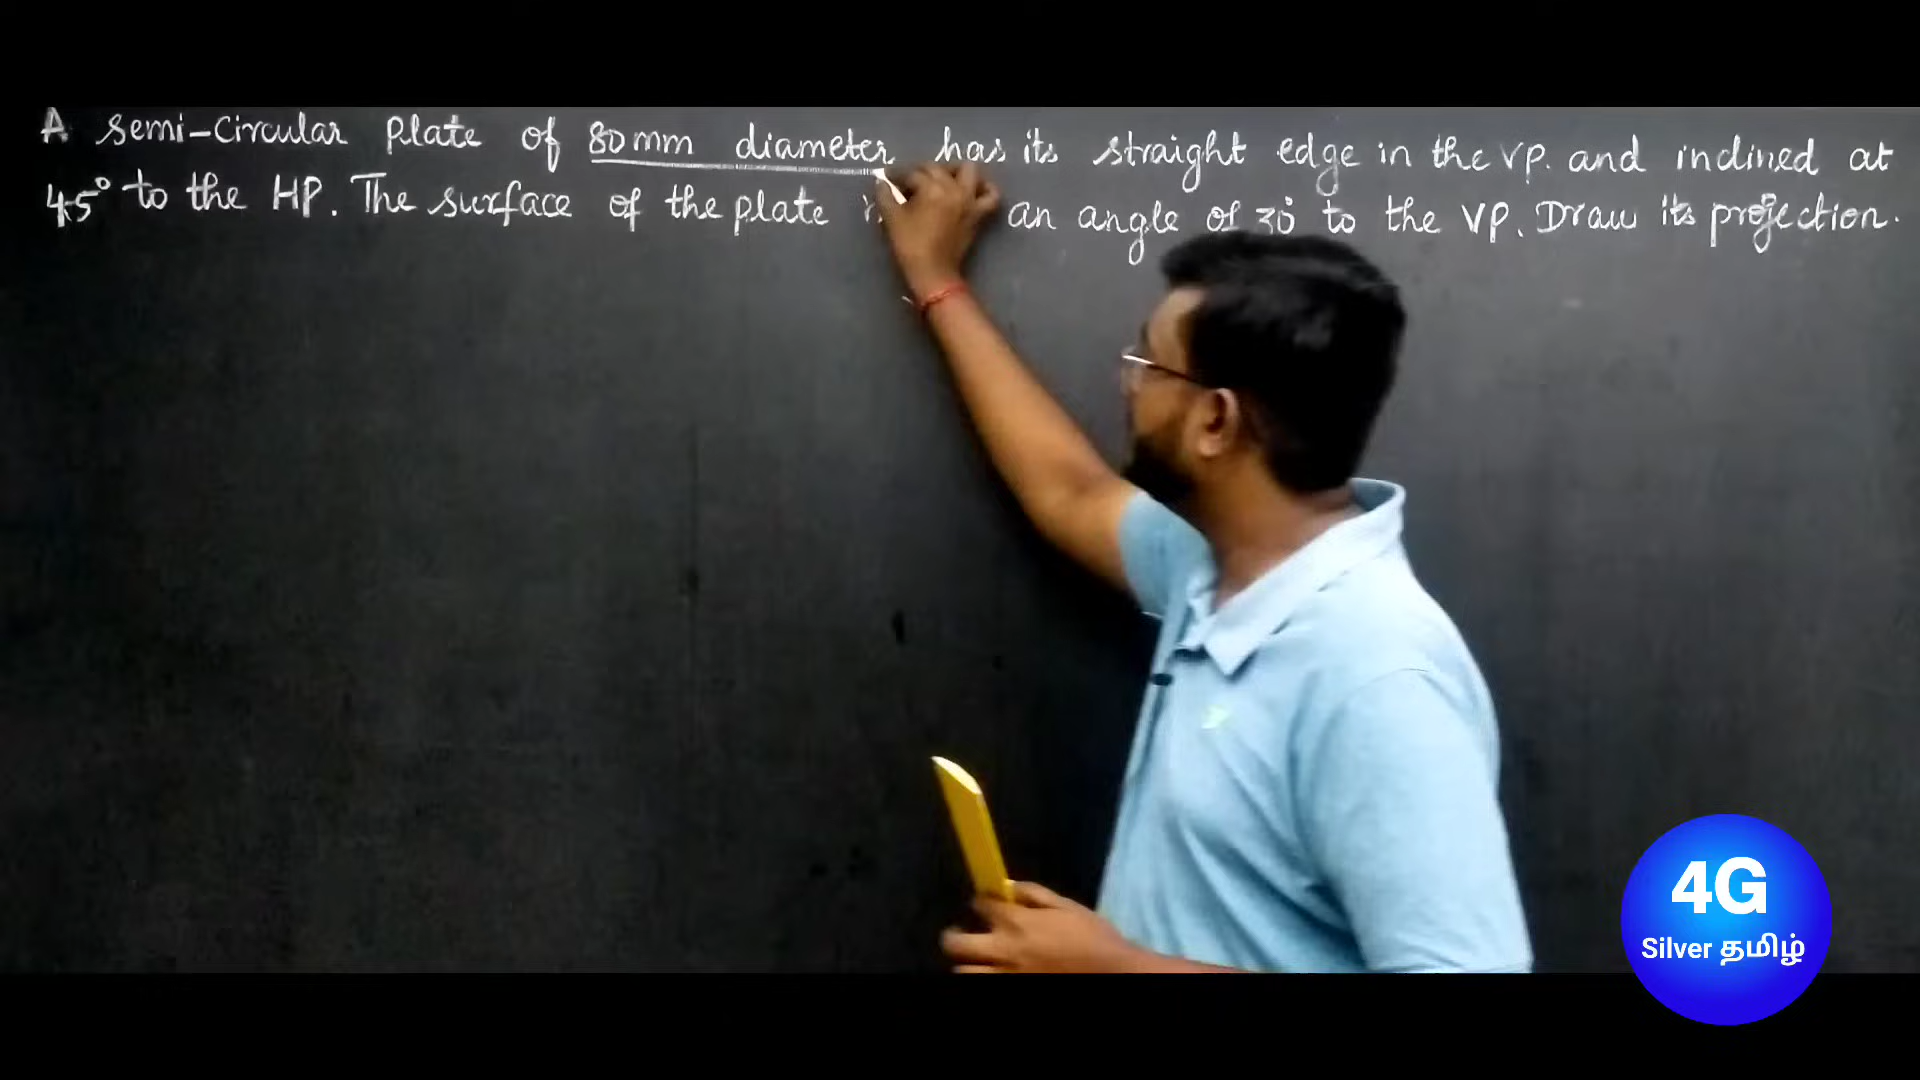 A Semi-Circular Plate of 80mm diameter has its straight edge in the VP. and inclined at
45° to the HP. The surface of the plate an angle of 30° to the VP. Draw its projection.
4G
Silver தமிழ்